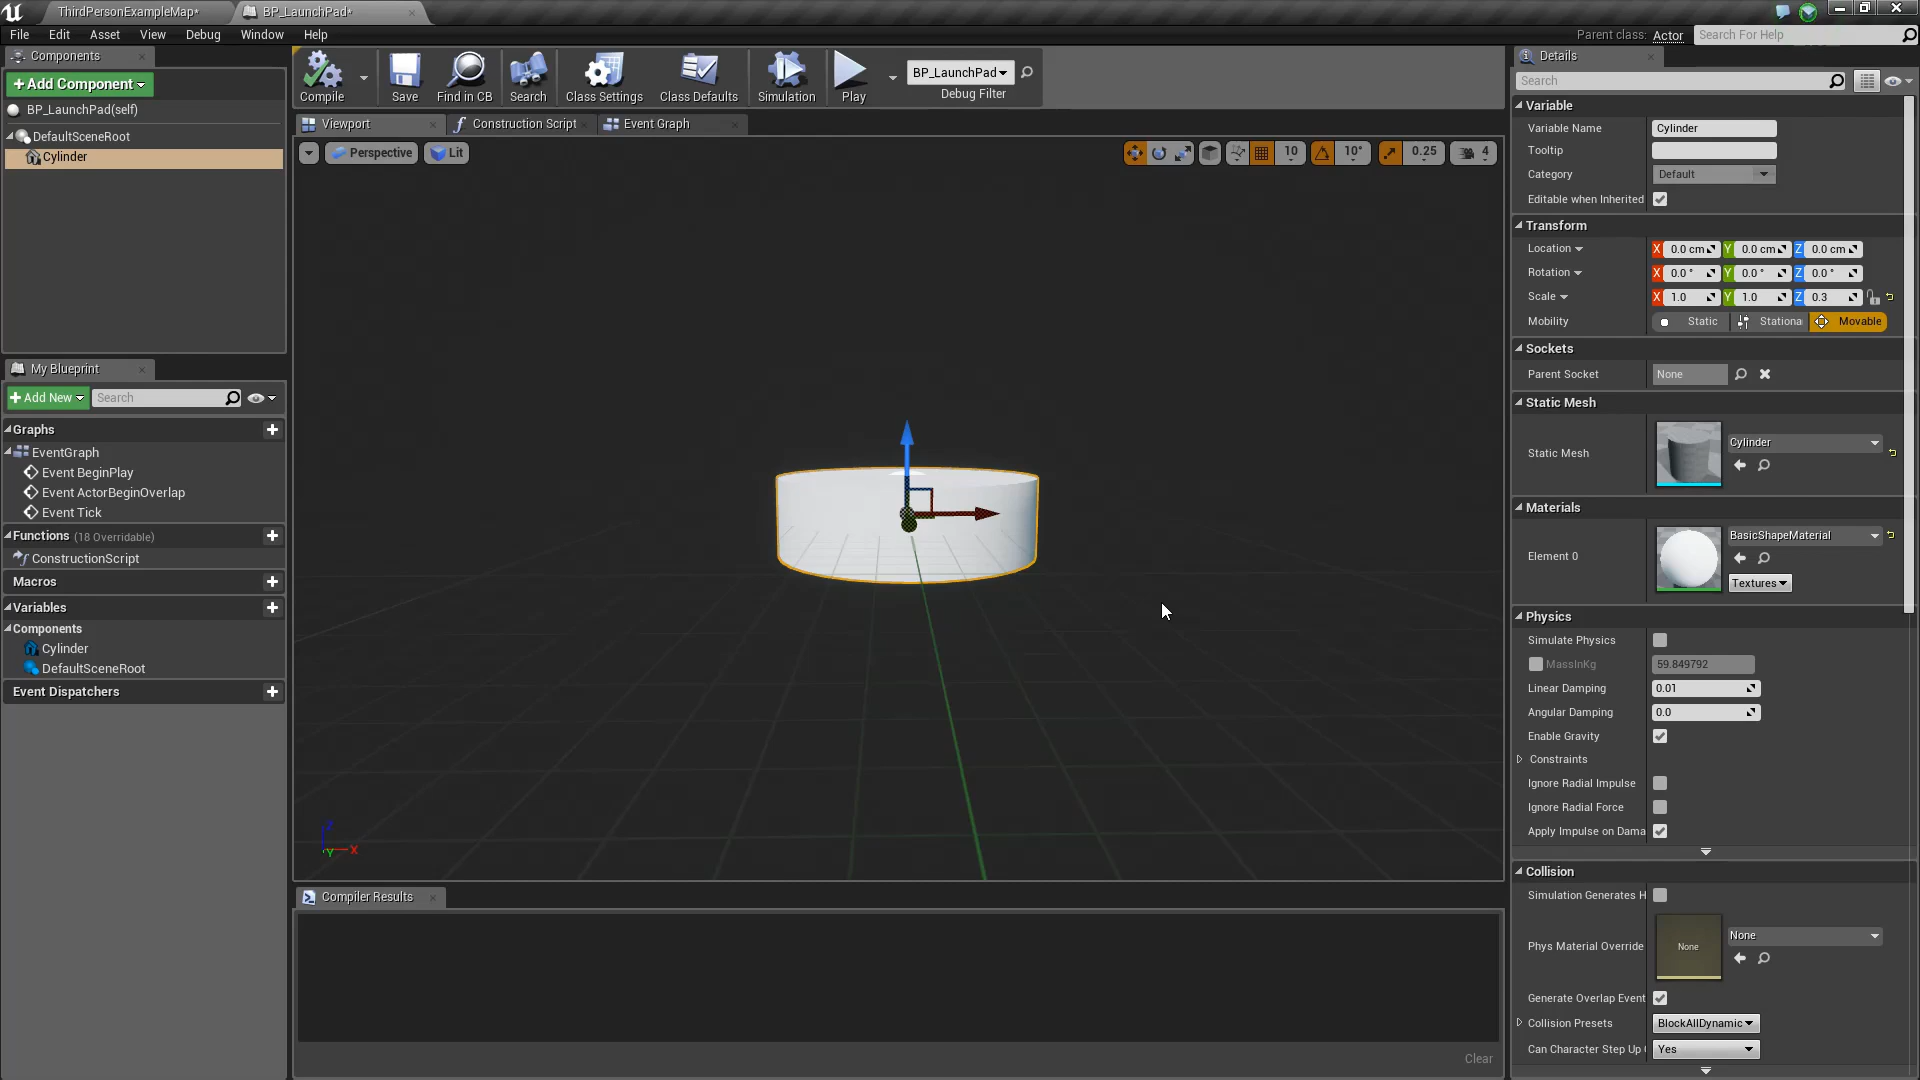 ThirdPersonExampleMap*
BP_LaunchPad*
File Edit Asset View Debug Window Help
Parent class: Actor
Search For Help
Components
+Add Component
BP_LaunchPad(self)
DefaultSceneRoot
Cylinder
Compile
Save
Find in CB
Search
Class Settings
Class Defaults
Simulation
Play
BP_LaunchPad
Debug Filter
Viewport
Construction Script
Event Graph
Perspective
Lit
10
10°
0.25
4
My Blueprint
+Add New
Search
Graphs
EventGraph
Event BeginPlay
Event ActorBeginOverlap
Event Tick
Functions (18 Overridable)
ConstructionScript
Macros
Variables
Components
Cylinder
DefaultSceneRoot
Event Dispatchers
Z
Y
X
Compiler Results
Clear
Details
Search
Variable
Variable Name Cylinder
Tooltip
Category Default
Editable when Inherited
Transform
Location X 0.0 cm Y 0.0 cm Z 0.0 cm
Rotation X 0.0 ° Y 0.0 ° Z 0.0 °
Scale X 1.0 Y 1.0 Z 0.3
Mobility Static Stationa Movable
Sockets
Parent Socket None
Static Mesh
Static Mesh Cylinder
Materials
Element 0 BasicShapeMaterial
Textures
Physics
Simulate Physics
MassInKg 59.849792
Linear Damping 0.01
Angular Damping 0.0
Enable Gravity
Constraints
Ignore Radial Impulse
Ignore Radial Force
Apply Impulse on Dama
Collision
Simulation Generates H
Phys Material Override None None
Generate Overlap Event
Collision Presets BlockAllDynamic
Can Character Step Up Yes